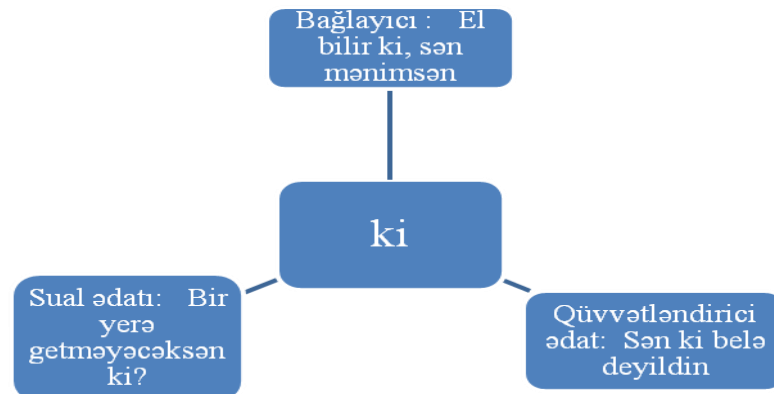 Bağlayıcı :   El
bilir ki, sən
mənimsən
ki
Sual ədatı:   Bir
yerə
getməyəcəksən
ki?
Qüvvətləndirici
ədat:  Sən ki belə
deyildin